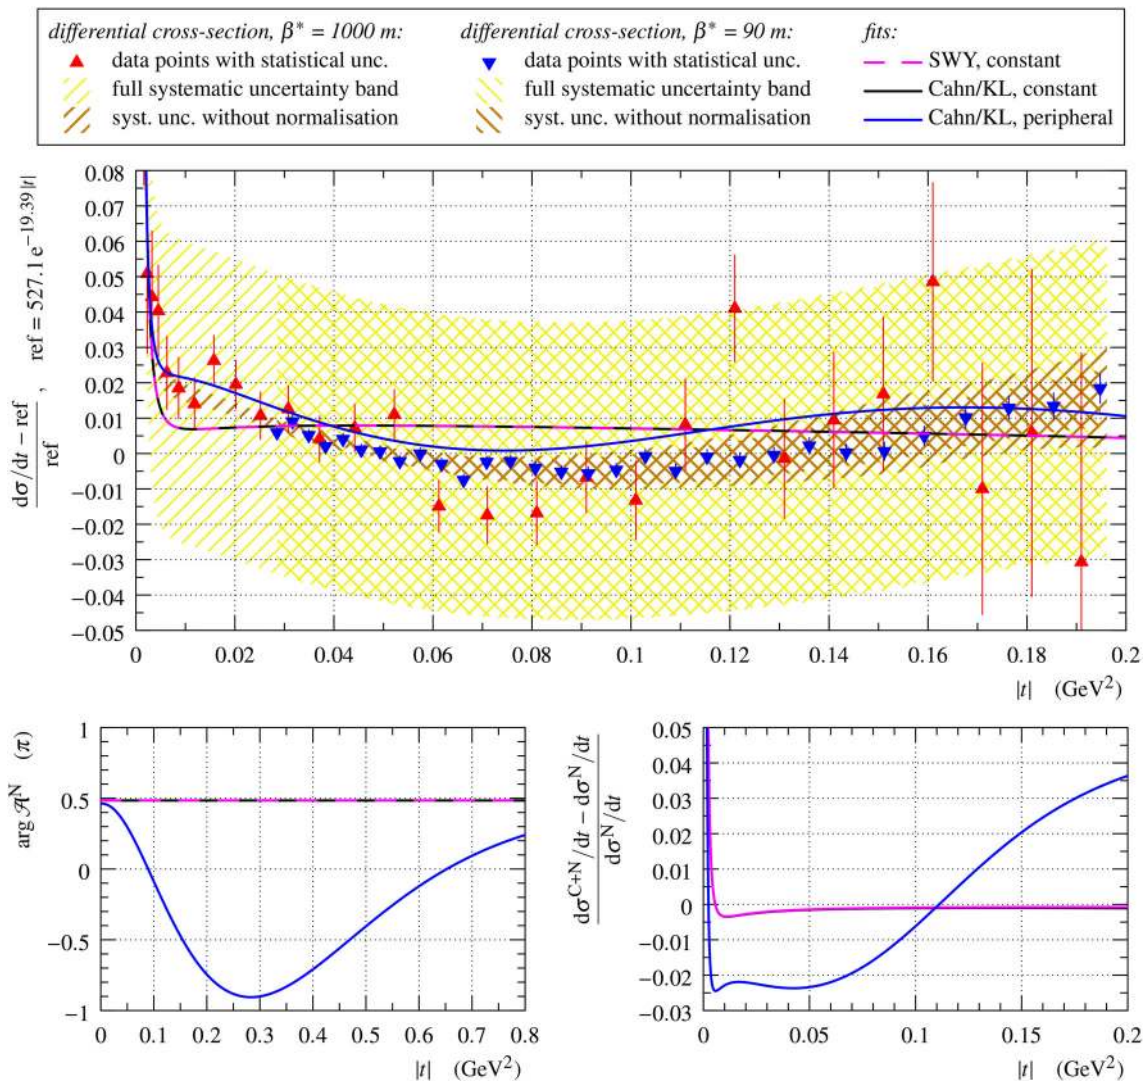 differential cross-section, β* = 1000 m:
data points with statistical unc.
full systematic uncertainty band
syst. unc. without normalisation
differential cross-section, β* = 90 m:
data points with statistical unc.
full systematic uncertainty band
syst. unc. without normalisation
fits:
SWY, constant
Cahn/KL, constant
Cahn/KL, peripheral
dσ/dt − ref
ref
, ref = 527.1 e^−19.39 |t|
0.08
0.07
0.06
0.05
0.04
0.03
0.02
0.01
0
−0.01
−0.02
−0.03
−0.04
−0.05
0 0.02 0.04 0.06 0.08 0.1 0.12 0.14 0.16 0.18 0.2
|t| (GeV²)
arg 𝒜^N (π)
1
0.5
0
−0.5
−1
0 0.1 0.2 0.3 0.4 0.5 0.6 0.7 0.8
|t| (GeV²)
dσ^C+N/dt − dσ^N/dt
dσ^N/dt
0.05
0.04
0.03
0.02
0.01
0
−0.01
−0.02
−0.03
0 0.05 0.1 0.15 0.2
|t| (GeV²)